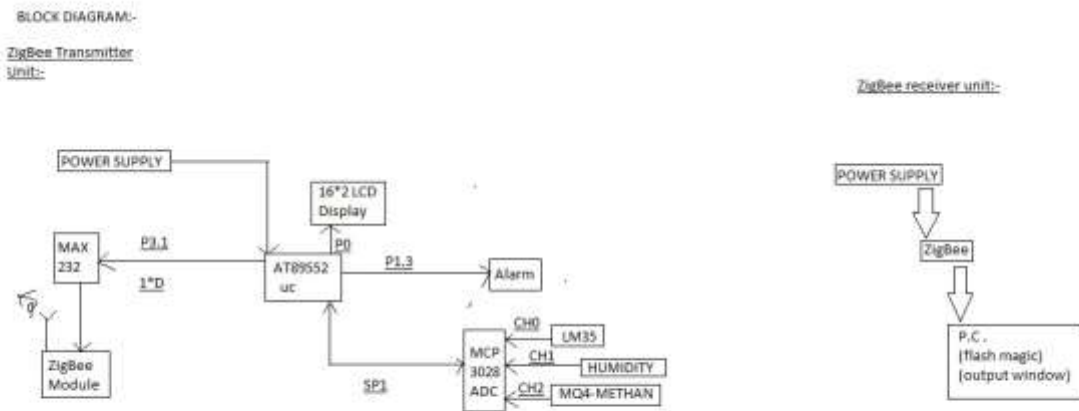 BLOCK DIAGRAM:-
ZigBee Transmitter
Unit:-
ZigBee receiver unit:-
POWER SUPPLY
16*2 LCD
Display
P0
MAX
232
P3.1
1*D
AT89S52
uc
P1.3
Alarm
ZigBee
Module
SP1
MCP
3028
ADC
CH0
LM35
CH1
HUMIDITY
CH2
MQ4-METHAN
POWER SUPPLY
ZigBee
P.C.
(flash magic)
(output window)